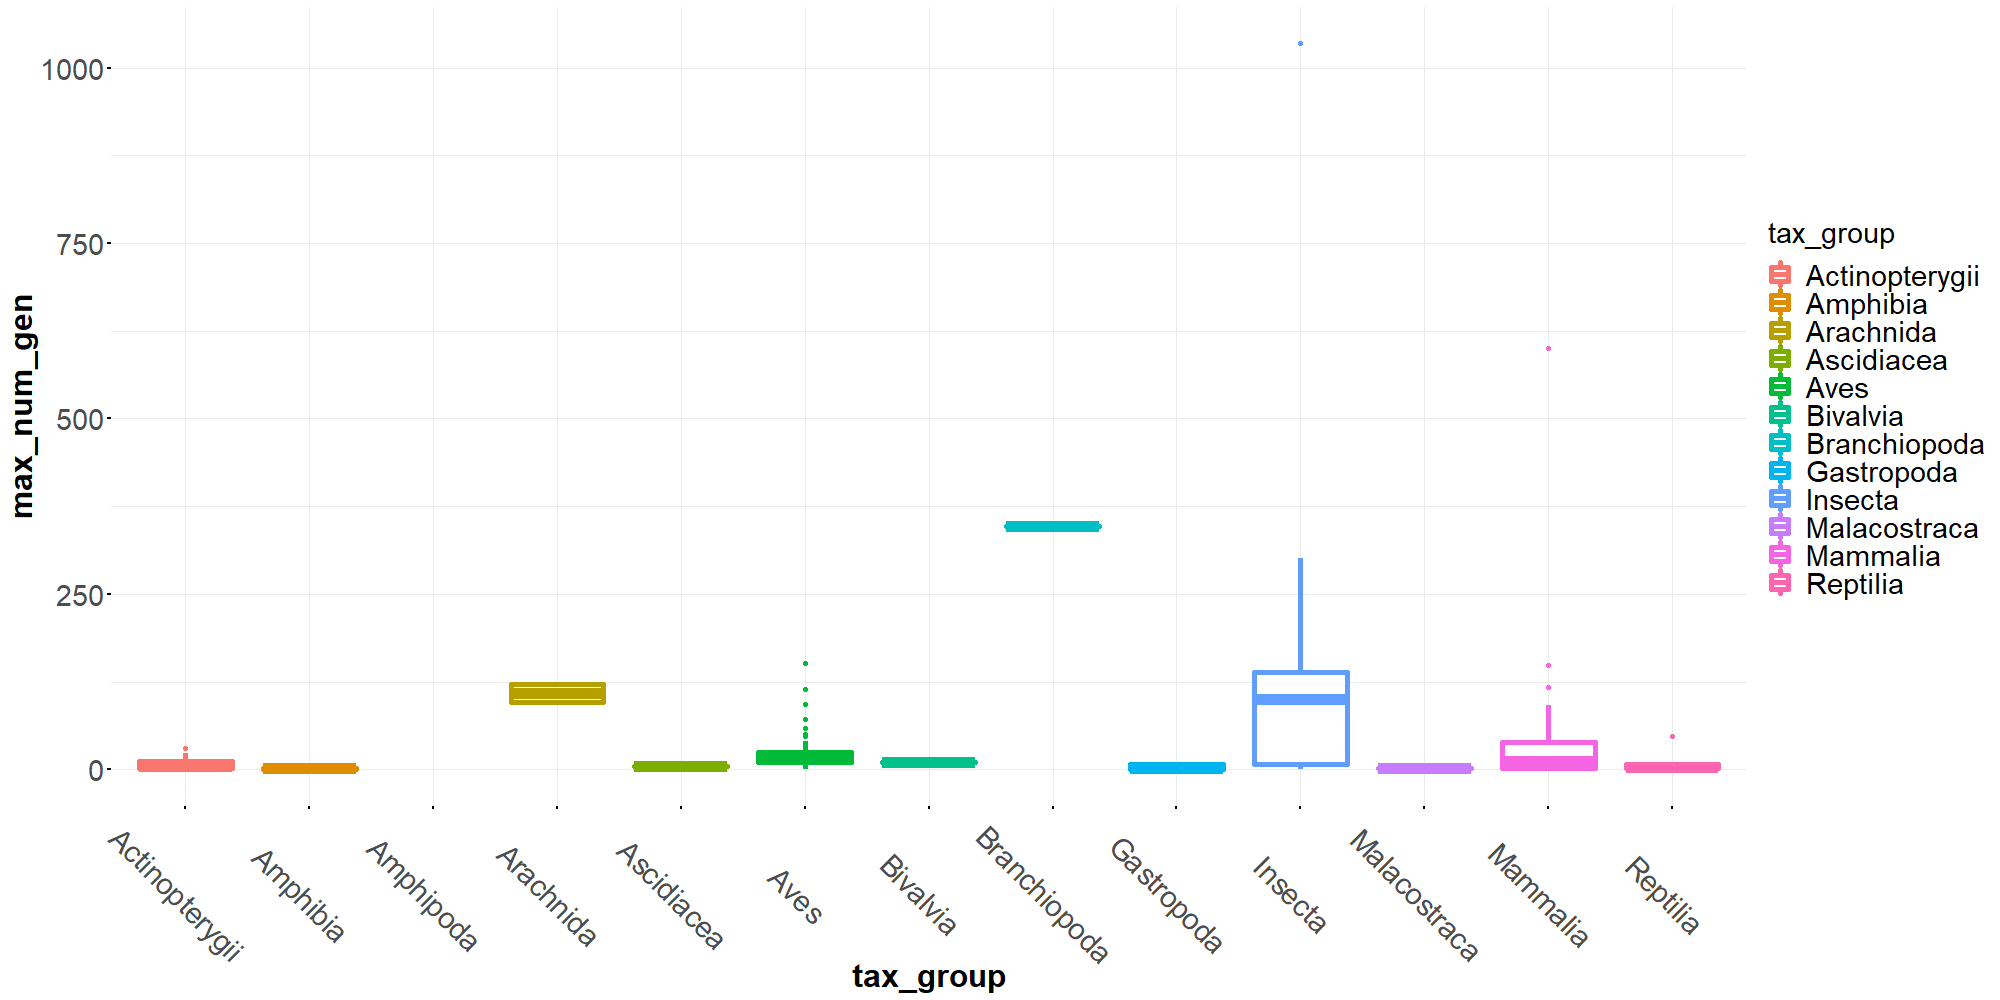 max_num_gen
1000
750
500
250
0
Actinopterygii
Amphibia
Amphipoda
Arachnida
Ascidiacea
Aves
Bivalvia
Branchiopoda
Gastropoda
Insecta
Malacostraca
Mammalia
Reptilia
tax_group
tax_group
Actinopterygii
Amphibia
Arachnida
Ascidiacea
Aves
Bivalvia
Branchiopoda
Gastropoda
Insecta
Malacostraca
Mammalia
Reptilia